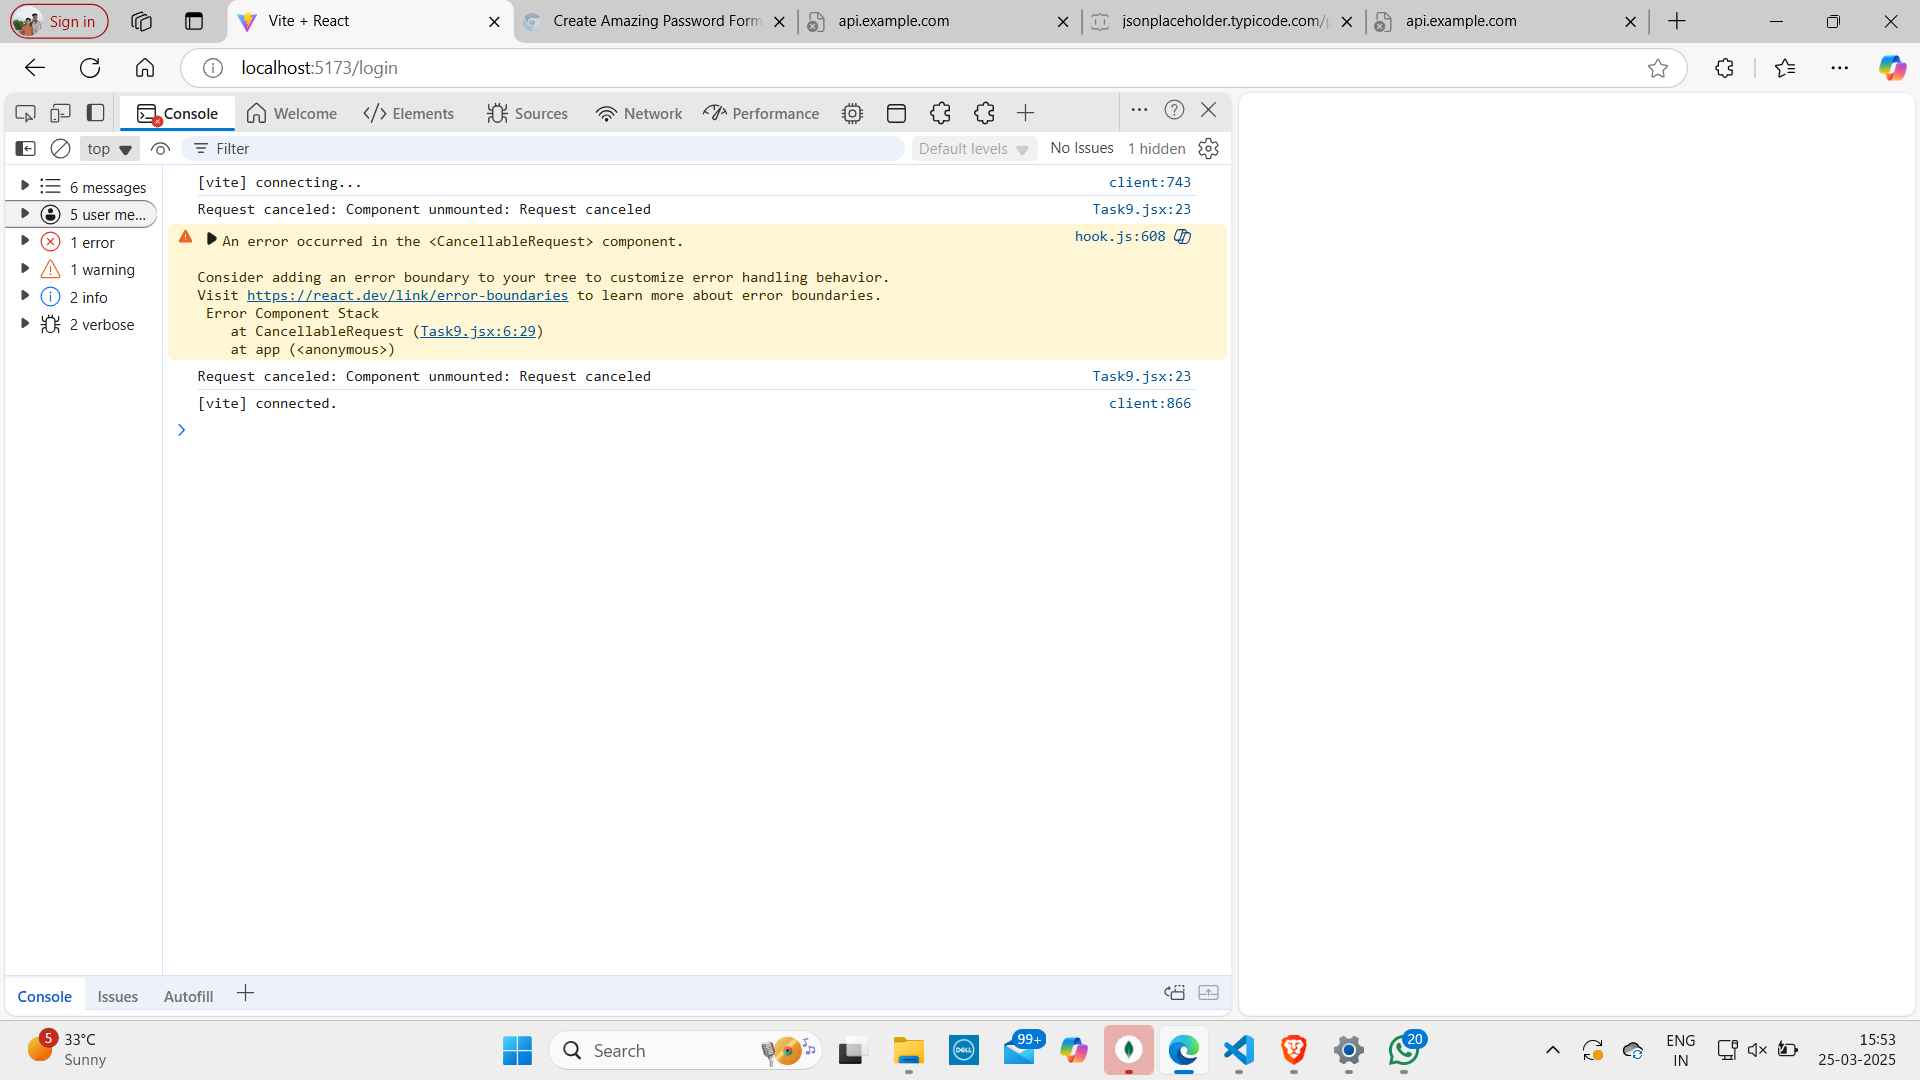 Sign in
Vite + React
Create Amazing Password Form
api.example.com
jsonplaceholder.typicode.com/p
api.example.com
localhost:5173/login
Console
Welcome
Elements
Sources
Network
Performance
top
Filter
Default levels
No Issues
1 hidden
6 messages
5 user me...
1 error
1 warning
2 info
2 verbose
[vite] connecting... client:743
Request canceled: Component unmounted: Request canceled Task9.jsx:23
An error occurred in the <CancellableRequest> component. hook.js:608
Consider adding an error boundary to your tree to customize error handling behavior.
Visit https://react.dev/link/error-boundaries to learn more about error boundaries.
Error Component Stack
at CancellableRequest (Task9.jsx:6:29)
at app (<anonymous>)
Request canceled: Component unmounted: Request canceled Task9.jsx:23
[vite] connected. client:866
Console
Issues
Autofill
5
33°C
Sunny
Search
DELL
99+
20
ENG
IN
15:53
25-03-2025